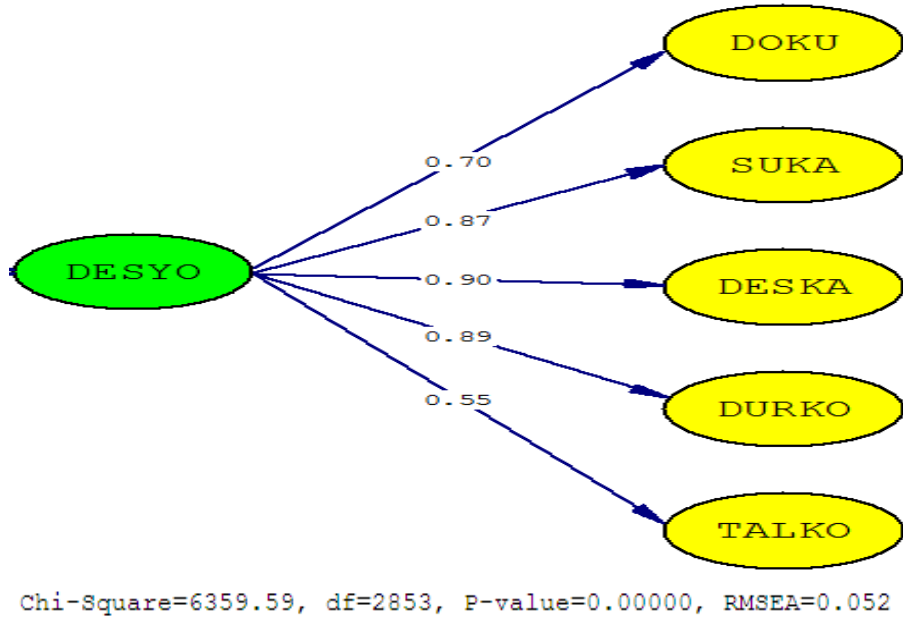 DOKU
0.70
SUKA
0.87
DESYO
0.90
DESKA
0.89
DURKO
0.55
TALKO
Chi-Square=6359.59, df=2853, P-value=0.00000, RMSEA=0.052